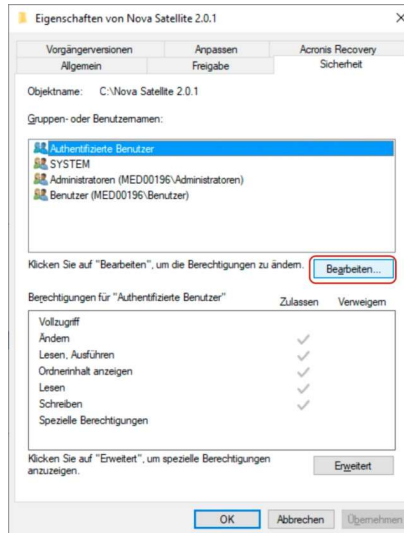 Eigenschaften von Nova Satellite 2.0.1
Vorgängerversionen Anpassen Acronis Recovery
Allgemein Freigabe Sicherheit
Objektname: C:\Nova Satellite 2.0.1
Gruppen- oder Benutzernamen:
Authentifizierte Benutzer
SYSTEM
Administratoren (MED00196\Administratoren)
Benutzer (MED00196\Benutzer)
Klicken Sie auf "Bearbeiten", um die Berechtigungen zu ändern. Bearbeiten...
Berechtigungen für "Authentifizierte Benutzer" Zulassen Verweigern
Vollzugriff
Ändern
Lesen, Ausführen
Ordnerinhalt anzeigen
Lesen
Schreiben
Spezielle Berechtigungen
Klicken Sie auf "Erweitert", um spezielle Berechtigungen
anzuzeigen. Erweitert
OK Abbrechen Übernehmen